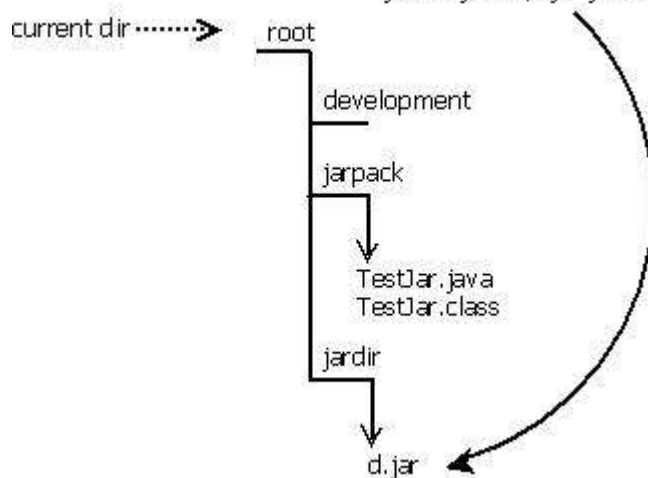 current dir
root
development
jarpack
TestJar.java
TestJar.class
jardir
d.jar